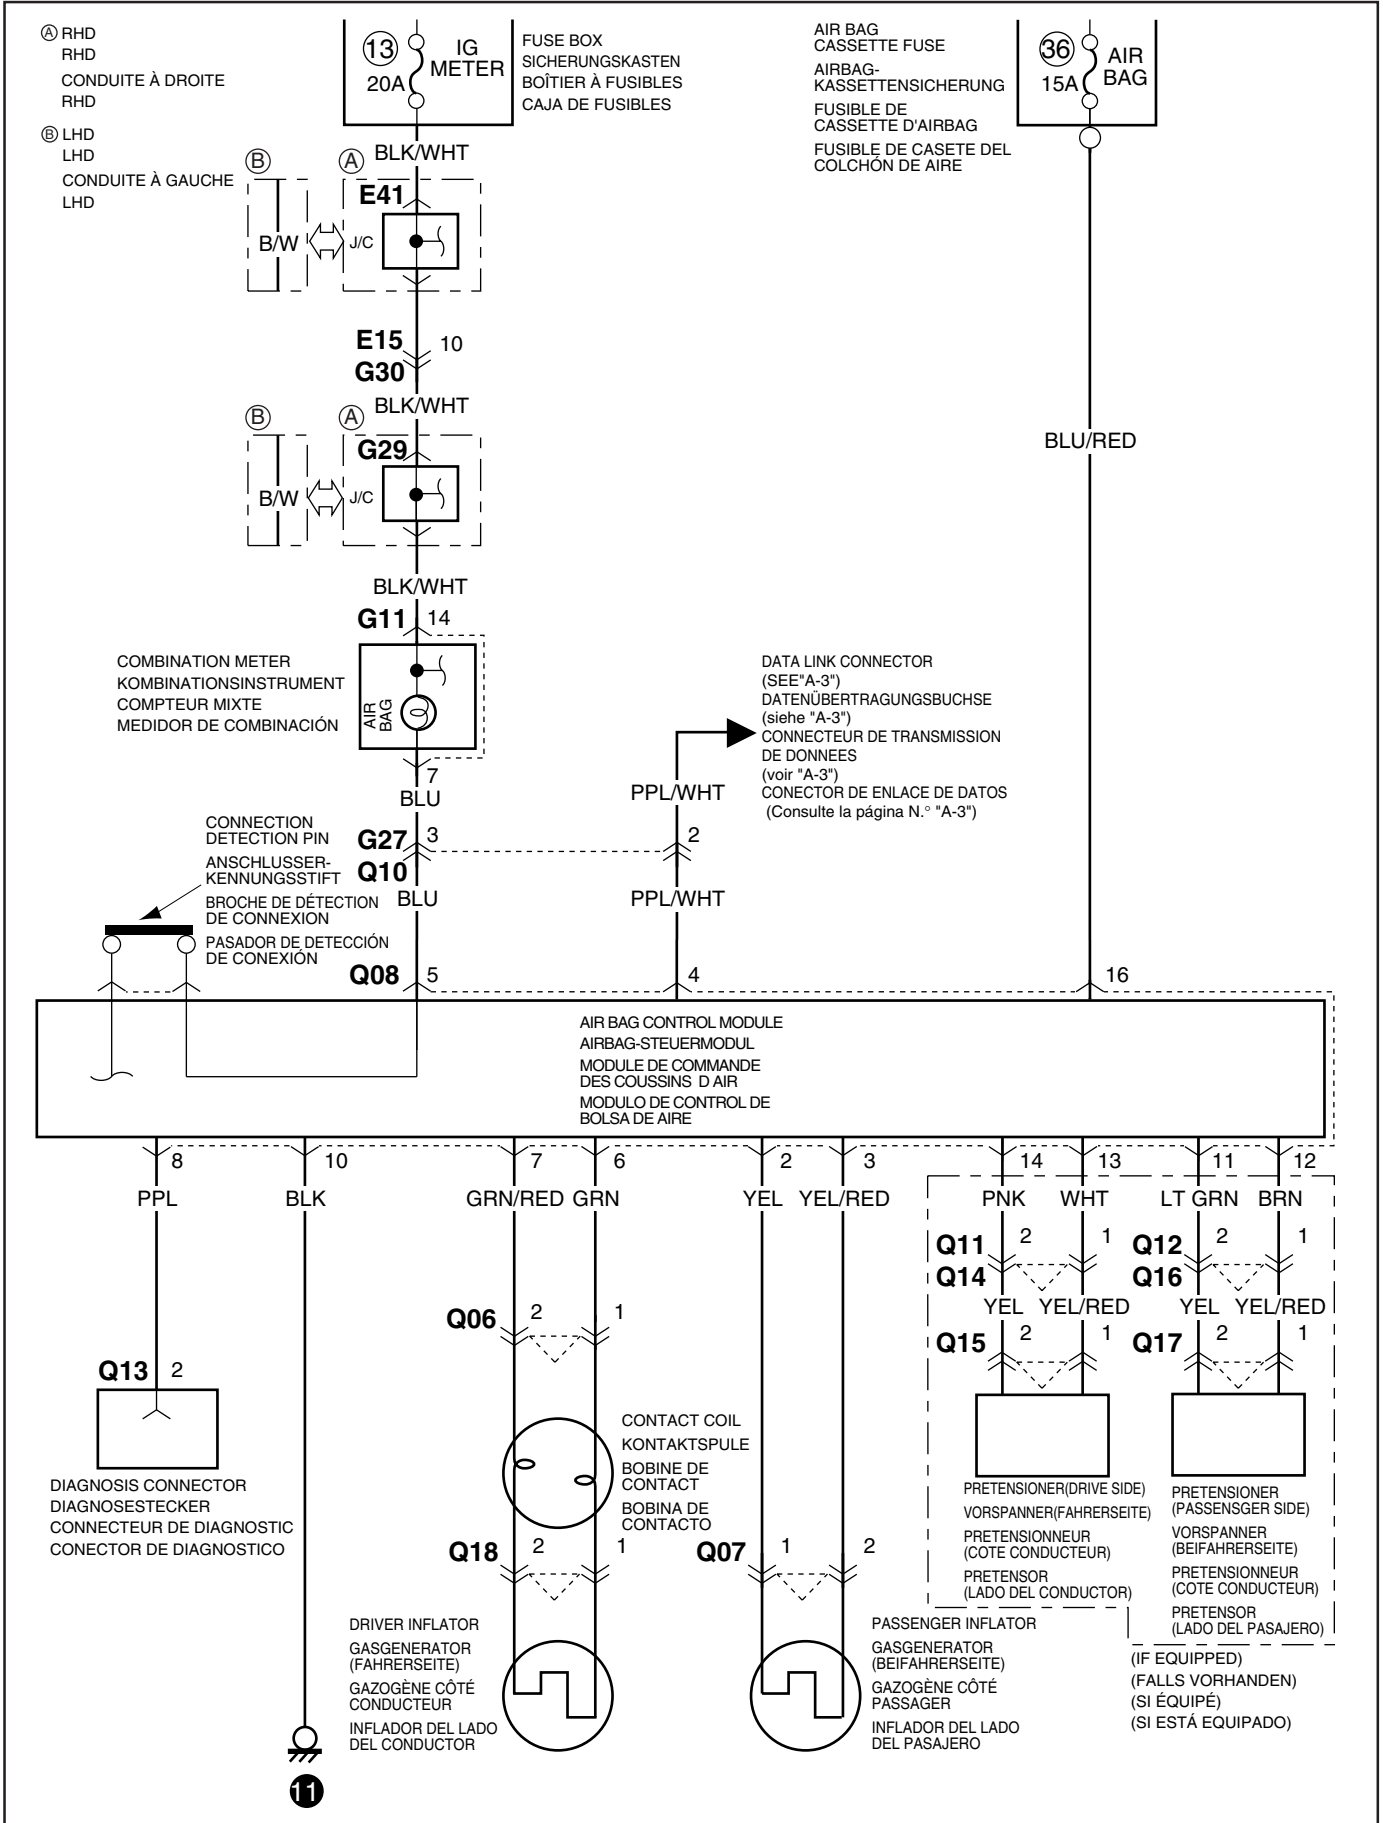 Ⓐ RHD
RHD
CONDUITE À DROITE
RHD
Ⓑ LHD
LHD
CONDUITE À GAUCHE
LHD
13
20A
IG
METER
FUSE BOX
SICHERUNGSKASTEN
BOÎTIER À FUSIBLES
CAJA DE FUSIBLES
AIR BAG
CASSETTE FUSE
AIRBAG-
KASSETTENSICHERUNG
FUSIBLE DE
CASSETTE D'AIRBAG
FUSIBLE DE CASETE DEL
COLCHÓN DE AIRE
36
15A
AIR
BAG
BLK/WHT
B
A
E41
B/W
J/C
E15
10
G30
BLK/WHT
B
A
G29
B/W
J/C
BLU/RED
BLK/WHT
G11
14
COMBINATION METER
KOMBINATIONSINSTRUMENT
COMPTEUR MIXTE
MEDIDOR DE COMBINACIÓN
AIR
BAG
7
BLU
DATA LINK CONNECTOR
(SEE"A-3")
DATENÜBERTRAGUNGSBUCHSE
(siehe "A-3")
CONNECTEUR DE TRANSMISSION
DE DONNEES
(voir "A-3")
CONECTOR DE ENLACE DE DATOS
(Consulte la página N.° "A-3")
PPL/WHT
CONNECTION
DETECTION PIN
ANSCHLUSSER-
KENNUNGSSTIFT
BROCHE DE DÉTECTION
DE CONNEXION
PASADOR DE DETECCIÓN
DE CONEXIÓN
G27
3
2
Q10
BLU
PPL/WHT
Q08
5
4
16
AIR BAG CONTROL MODULE
AIRBAG-STEUERMODUL
MODULE DE COMMANDE
DES COUSSINS D AIR
MODULO DE CONTROL DE
BOLSA DE AIRE
8
10
7
6
2
3
14
13
11
12
PPL
BLK
GRN/RED
GRN
YEL
YEL/RED
PNK
WHT
LT GRN
BRN
Q11
2
1
Q12
2
1
Q14
Q16
YEL
YEL/RED
YEL
YEL/RED
Q06
2
1
Q15
2
1
Q17
2
1
Q13
2
DIAGNOSIS CONNECTOR
DIAGNOSESTECKER
CONNECTEUR DE DIAGNOSTIC
CONECTOR DE DIAGNOSTICO
CONTACT COIL
KONTAKTSPULE
BOBINE DE
CONTACT
BOBINA DE
CONTACTO
PRETENSIONER(DRIVE SIDE)
VORSPANNER(FAHRERSEITE)
PRETENSIONNEUR
(COTE CONDUCTEUR)
PRETENSOR
(LADO DEL CONDUCTOR)
PRETENSIONER
(PASSENSGER SIDE)
VORSPANNER
(BEIFAHRERSEITE)
PRETENSIONNEUR
(COTE CONDUCTEUR)
PRETENSOR
(LADO DEL PASAJERO)
Q18
2
1
Q07
1
2
DRIVER INFLATOR
GASGENERATOR
(FAHRERSEITE)
GAZOGÈNE CÔTÉ
CONDUCTEUR
INFLADOR DEL LADO
DEL CONDUCTOR
PASSENGER INFLATOR
GASGENERATOR
(BEIFAHRERSEITE)
GAZOGÈNE CÔTÉ
PASSAGER
INFLADOR DEL LADO
DEL PASAJERO
(IF EQUIPPED)
(FALLS VORHANDEN)
(SI ÉQUIPÉ)
(SI ESTÁ EQUIPADO)
11